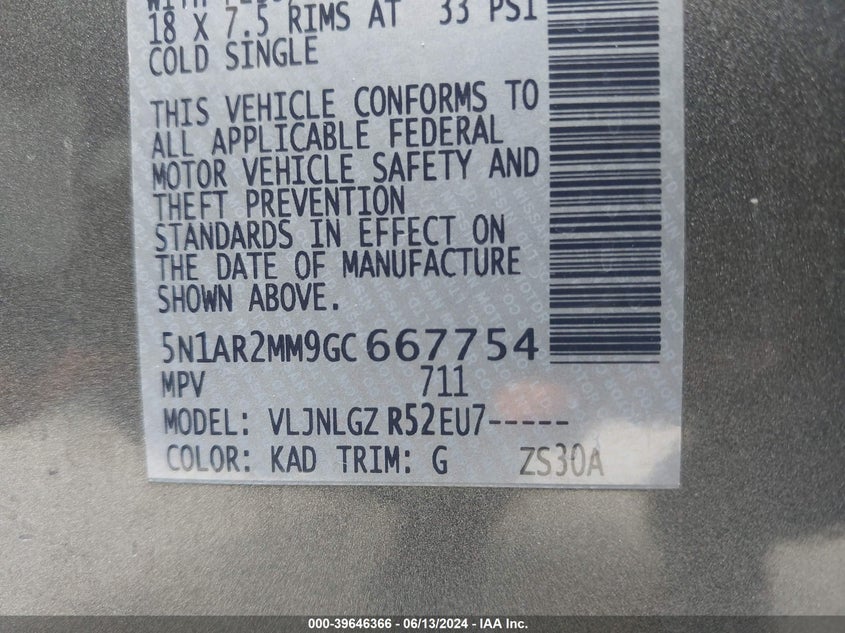 18 X 7.5 RIMS AT 33 PSI
COLD SINGLE
THIS VEHICLE CONFORMS TO
ALL APPLICABLE FEDERAL
MOTOR VEHICLE SAFETY AND
THEFT PREVENTION
STANDARDS IN EFFECT ON
THE DATE OF MANUFACTURE
SHOWN ABOVE.
5N1AR2MM9GC667754
MPV 711
MODEL: VLJNLGZ R52EU7-----
COLOR: KAD TRIM: G ZS30A
000-39646366 - 06/13/2024 - IAA Inc.